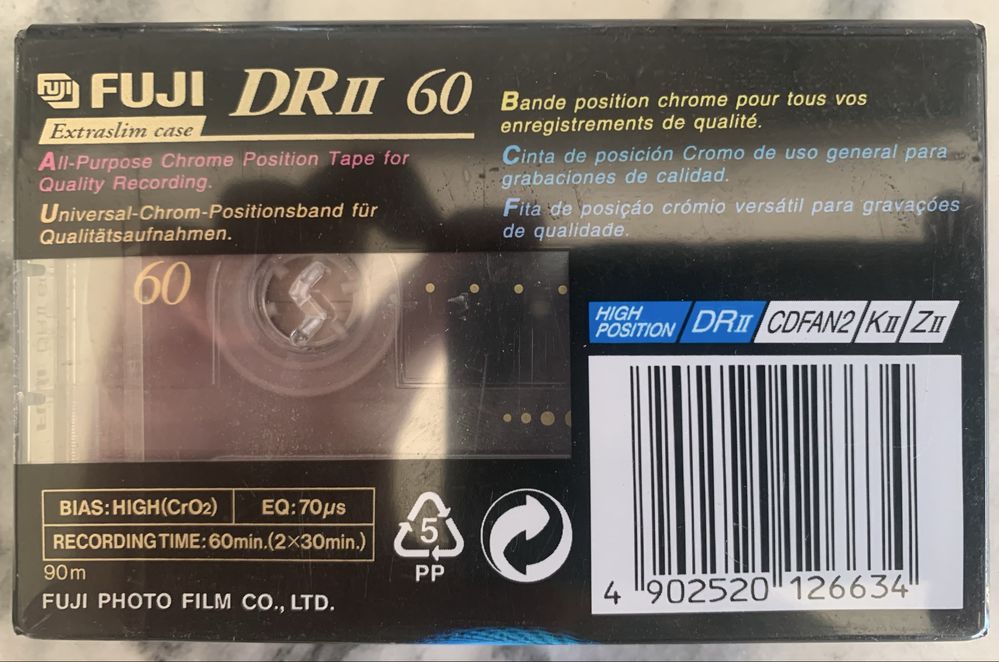 FUJI FUJI DRII 60
Extraslim case
All-Purpose Chrome Position Tape for
Quality Recording.
Universal-Chrom-Positionsband für
Qualitätsaufnahmen.
Bande position chrome pour tous vos
enregistrements de qualité.
Cinta de posición Cromo de uso general para
grabaciones de calidad.
Fita de posição crómio versátil para gravações
de qualidade.
60
HIGH
POSITION
DRII CDFAN2 KII ZII
4 902520 126634
BIAS:HIGH(CrO2) EQ:70μs
RECORDING TIME:60min.(2×30min.)
90m
FUJI PHOTO FILM CO., LTD.
5
PP